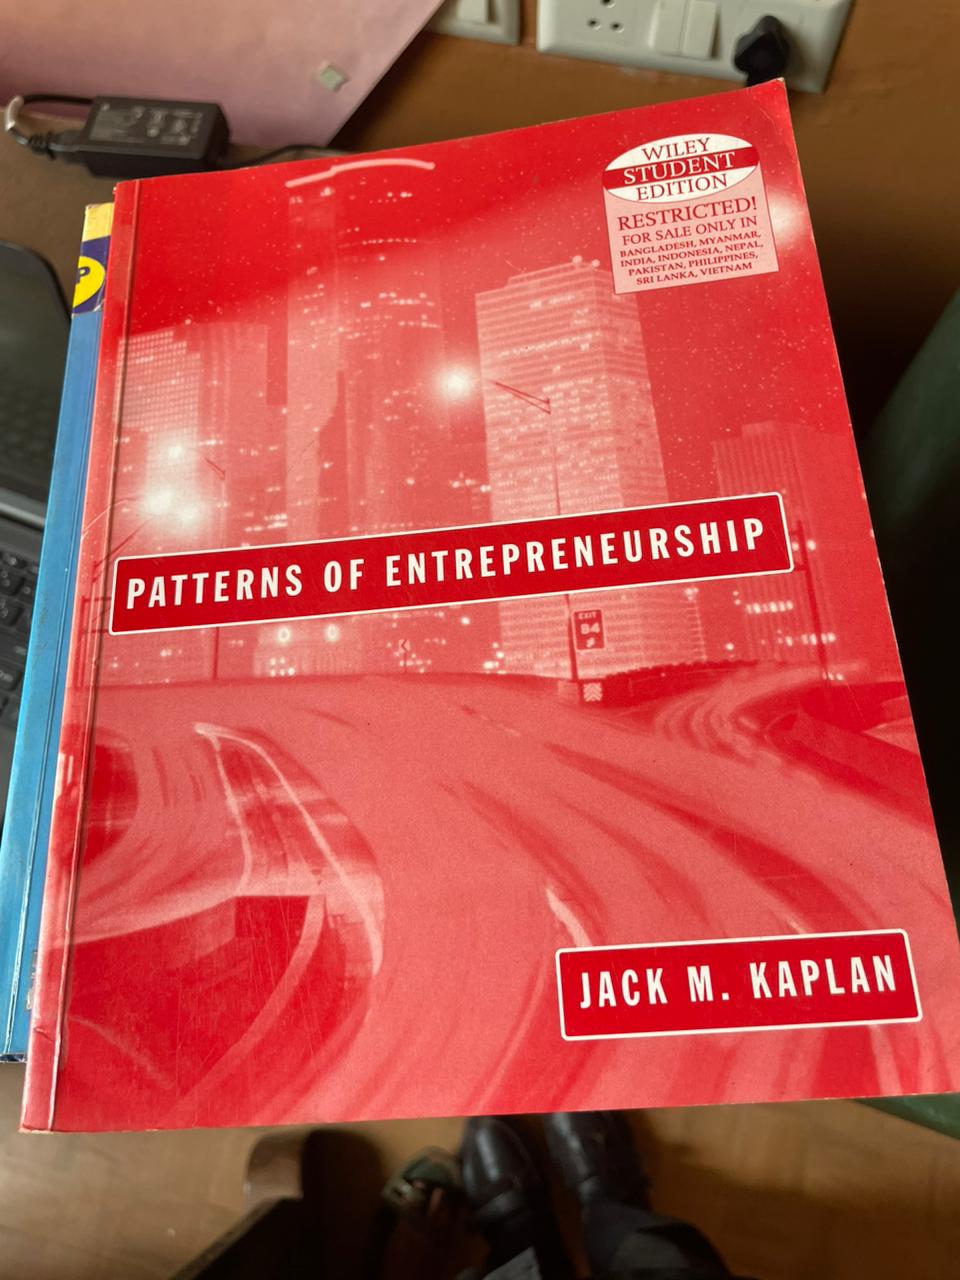 WILEY
STUDENT
EDITION
RESTRICTED!
FOR SALE ONLY IN
BANGLADESH, MYANMAR,
INDIA, INDONESIA, NEPAL,
PAKISTAN, PHILIPPINES,
SRI LANKA, VIETNAM
PATTERNS OF ENTREPRENEURSHIP
EXIT
B4
JACK M. KAPLAN
P